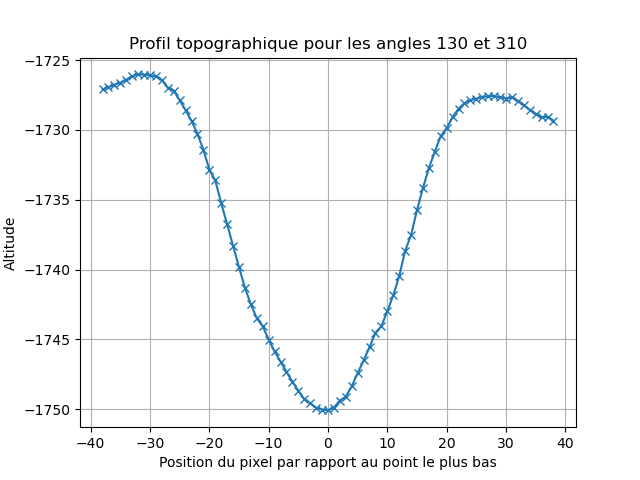 Profil topographique pour les angles 130 et 310
−1725
−1730
−1735
−1740
−1745
−1750
Altitude
−40 −30 −20 −10 0 10 20 30 40
Position du pixel par rapport au point le plus bas